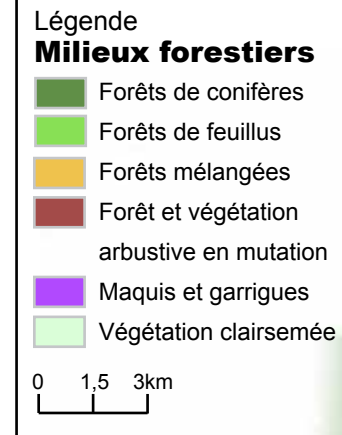 Légende
Milieux forestiers
Forêts de conifères
Forêts de feuillus
Forêts mélangées
Forêt et végétation
arbustive en mutation
Maquis et garrigues
Végétation clairsemée
0 1,5 3km